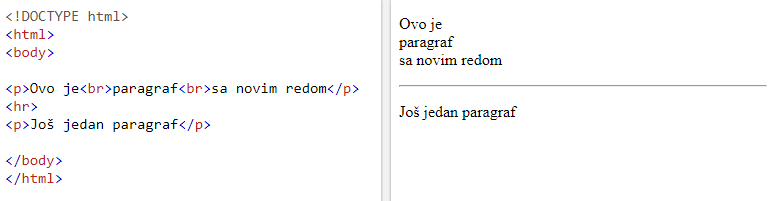 <!DOCTYPE html>
<html>
<body>
<p>Ovo je<br>paragraf<br>sa novim redom</p>
<hr>
<p>Još jedan paragraf</p>
</body>
</html>
Ovo je
paragraf
sa novim redom
Još jedan paragraf